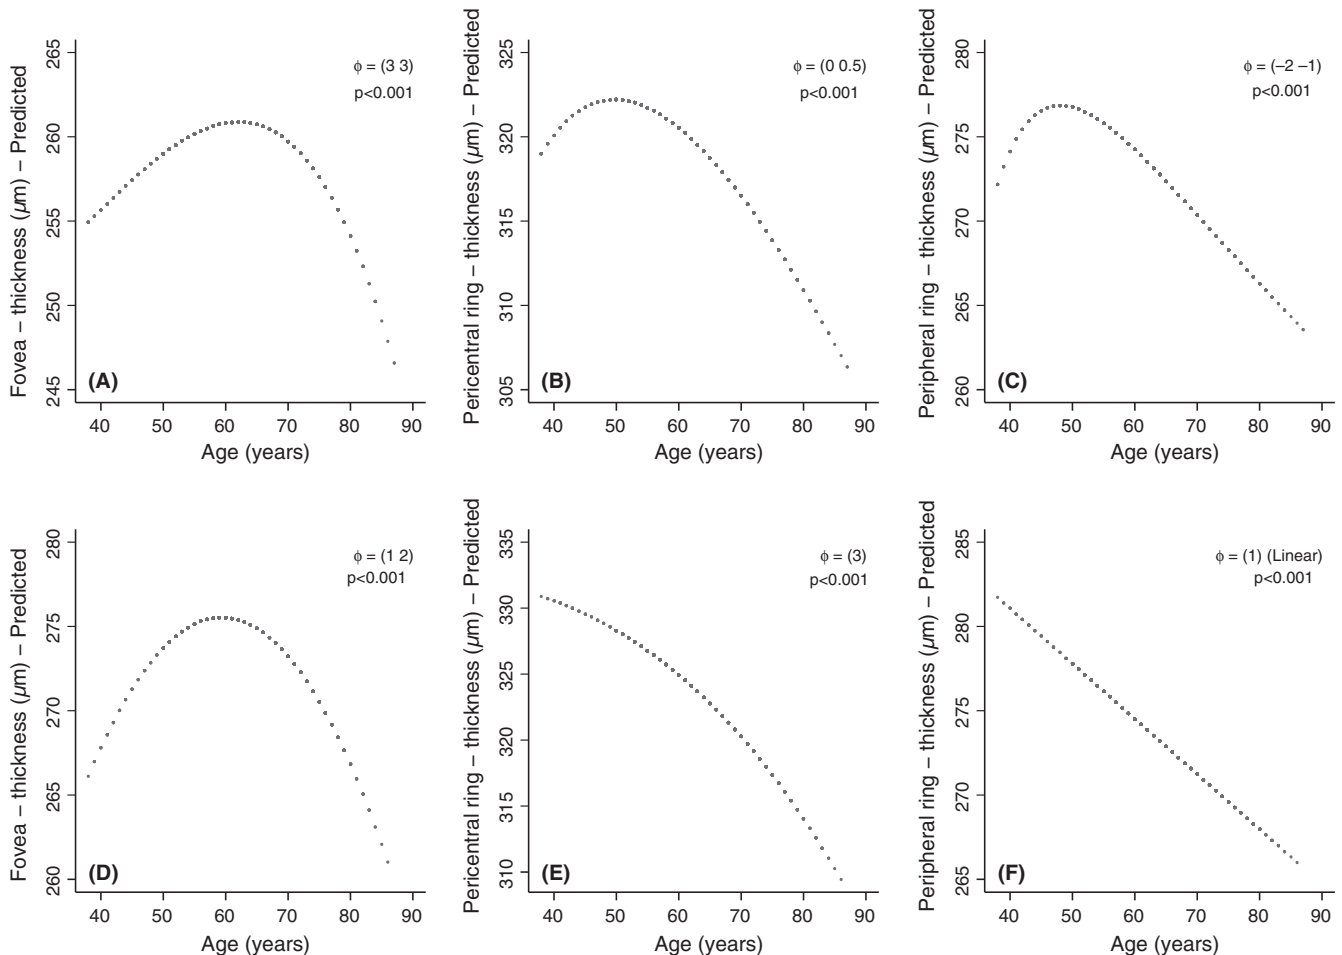 Fovea – thickness (µm) – Predicted
265
260
255
250
245
ϕ = (3 3)
p<0.001
(A)
40 50 60 70 80 90
Age (years)
Pericentral ring – thickness (µm) – Predicted
325
320
315
310
305
ϕ = (0 0.5)
p<0.001
(B)
40 50 60 70 80 90
Age (years)
Peripheral ring – thickness (µm) – Predicted
280
275
270
265
260
ϕ = (–2 –1)
p<0.001
(C)
40 50 60 70 80 90
Age (years)
Fovea – thickness (µm) – Predicted
280
275
270
265
260
ϕ = (1 2)
p<0.001
(D)
40 50 60 70 80 90
Age (years)
Pericentral ring – thickness (µm) – Predicted
335
330
325
320
315
310
ϕ = (3)
p<0.001
(E)
40 50 60 70 80 90
Age (years)
Peripheral ring – thickness (µm) – Predicted
285
280
275
270
265
ϕ = (1) (Linear)
p<0.001
(F)
40 50 60 70 80 90
Age (years)